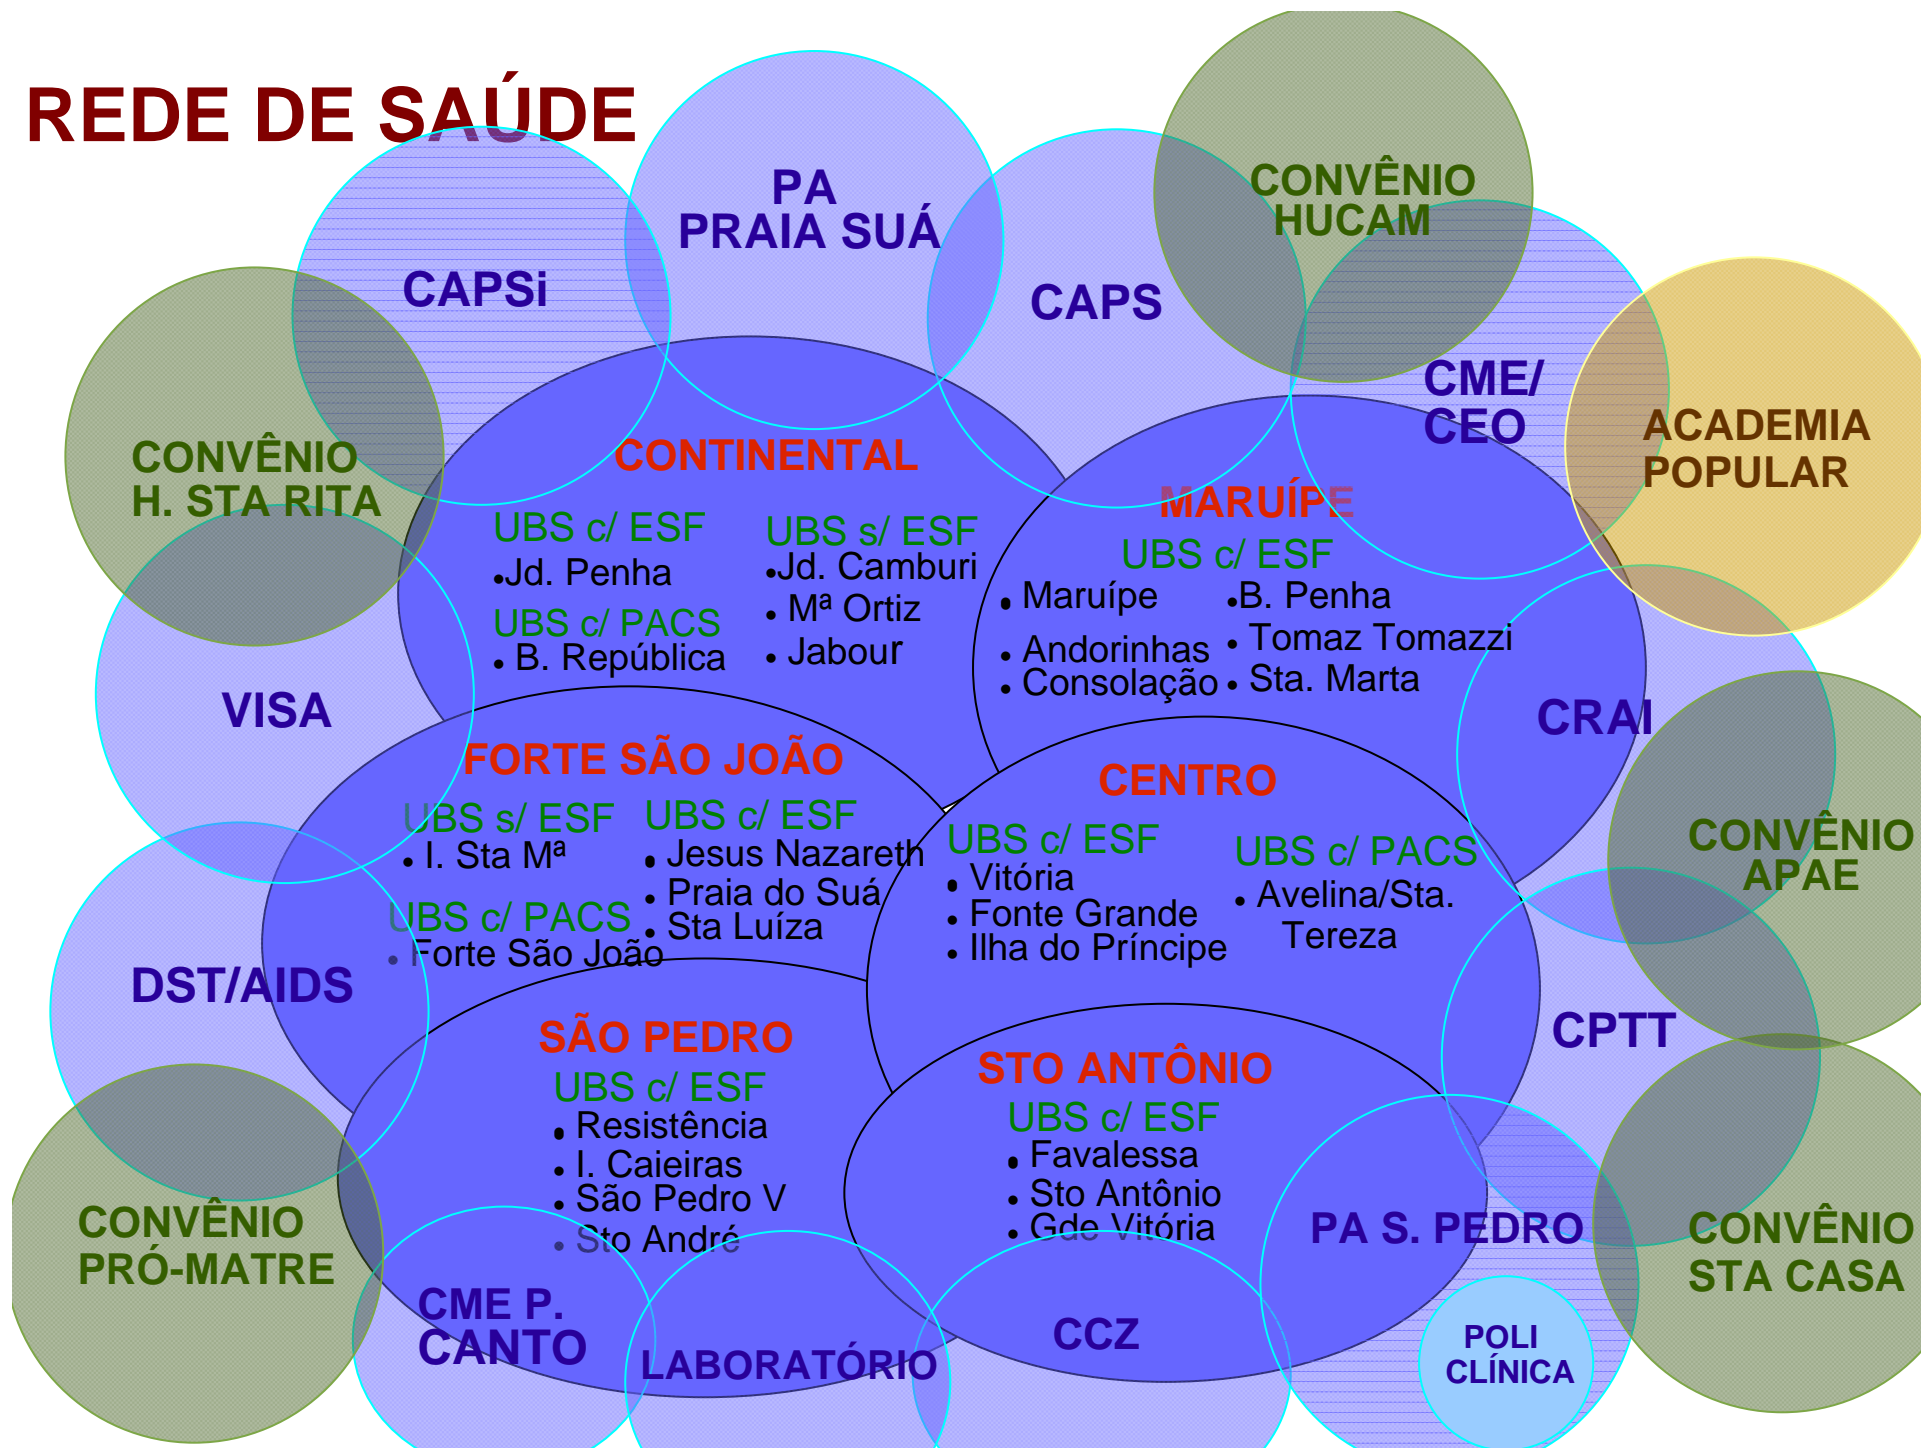 REDE DE SAÚDE
PA
PRAIA SUÁ
CAPSi
CAPS
CONVÊNIO
HUCAM
CME/
CEO
ACADEMIA
POPULAR
CONVÊNIO
H. STA RITA
CONTINENTAL
UBS c/ ESF
•Jd. Penha
UBS c/ PACS
• B. República
UBS s/ ESF
•Jd. Camburi
• Mª Ortiz
• Jabour
MARUÍPE
UBS c/ ESF
• Maruípe
• Andorinhas
• Consolação
•B. Penha
• Tomaz Tomazzi
• Sta. Marta
VISA
CRAI
FORTE SÃO JOÃO
UBS s/ ESF
• I. Sta Mª
UBS c/ PACS
• Forte São João
UBS c/ ESF
• Jesus Nazareth
• Praia do Suá
• Sta Luíza
CENTRO
UBS c/ ESF
• Vitória
• Fonte Grande
• Ilha do Príncipe
UBS c/ PACS
• Avelina/Sta.
Tereza
CONVÊNIO
APAE
DST/AIDS
CPTT
SÃO PEDRO
UBS c/ ESF
• Resistência
• I. Caieiras
• São Pedro V
• Sto André
STO ANTÔNIO
UBS c/ ESF
• Favalessa
• Sto Antônio
• Gde Vitória
PA S. PEDRO
CONVÊNIO
STA CASA
CONVÊNIO
PRÓ-MATRE
CME P.
CANTO
LABORATÓRIO
CCZ
POLI
CLÍNICA